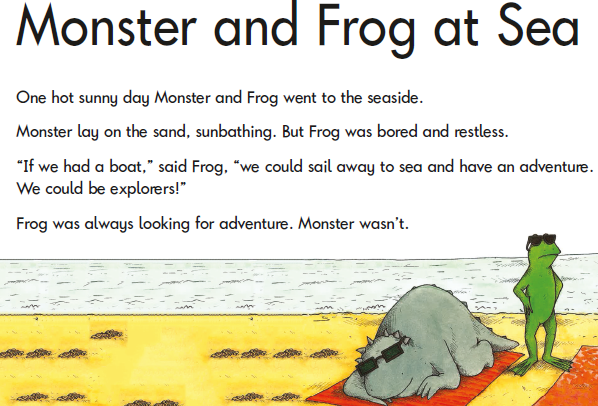 Monster and Frog at Sea
One hot sunny day Monster and Frog went to the seaside.
Monster lay on the sand, sunbathing. But Frog was bored and restless.
“If we had a boat,” said Frog, “we could sail away to sea and have an adventure.
We could be explorers!”
Frog was always looking for adventure. Monster wasn’t.